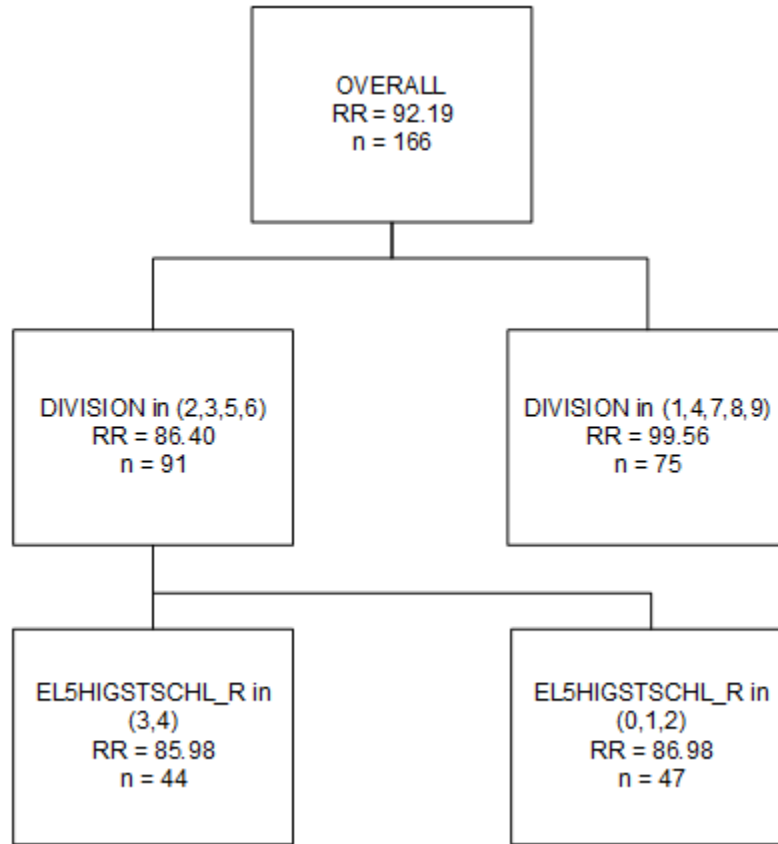 OVERALL
RR = 92.19
n = 166
DIVISION in (2,3,5,6)
RR = 86.40
n = 91
DIVISION in (1,4,7,8,9)
RR = 99.56
n = 75
EL5HIGSTSCHL_R in
(3,4)
RR = 85.98
n = 44
EL5HIGSTSCHL_R in
(0,1,2)
RR = 86.98
n = 47